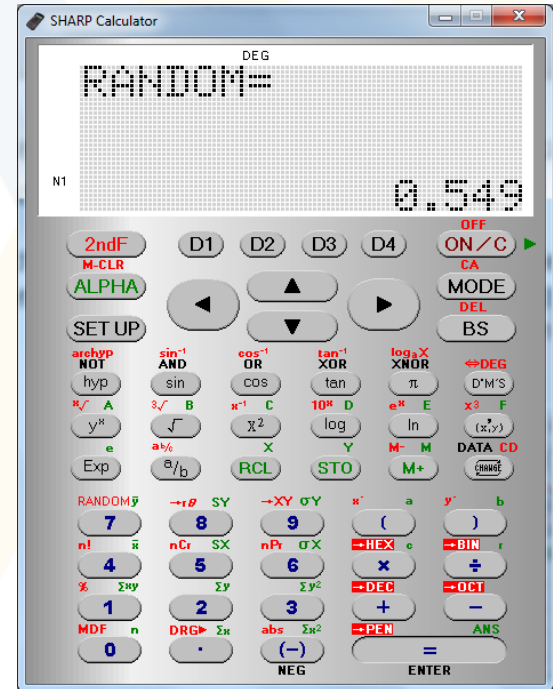 SHARP Calculator
DEG
RANDOM=
N1
0.549
OFF
2ndF D1 D2 D3 D4 ON/C
M-CLR CA
ALPHA MODE
DEL
SET UP BS
archyp sin⁻¹ cos⁻¹ tan⁻¹ logₐX
NOT AND OR XOR XNOR ⇔DEG
hyp sin cos tan π D°M'S
ˣ√ A ³√ B x⁻¹ C 10ˣ D eˣ E x³ F
yˣ √ X² log ln (x,y)
e a b/c X Y M- M DATA CD
Exp a/b RCL STO M+ CHANGE
RANDOM ȳ →rθ SY →XY σY x´ a y´ b
7 8 9 ( )
n! x̄ nCr SX nPr σX →HEX c →BIN r
4 5 6 × ÷
% Σxy Σy Σy² →DEC →OCT
1 2 3 + −
MDF n DRG▶ Σx abs Σx² →PEN ANS
0 · (−) =
NEG ENTER